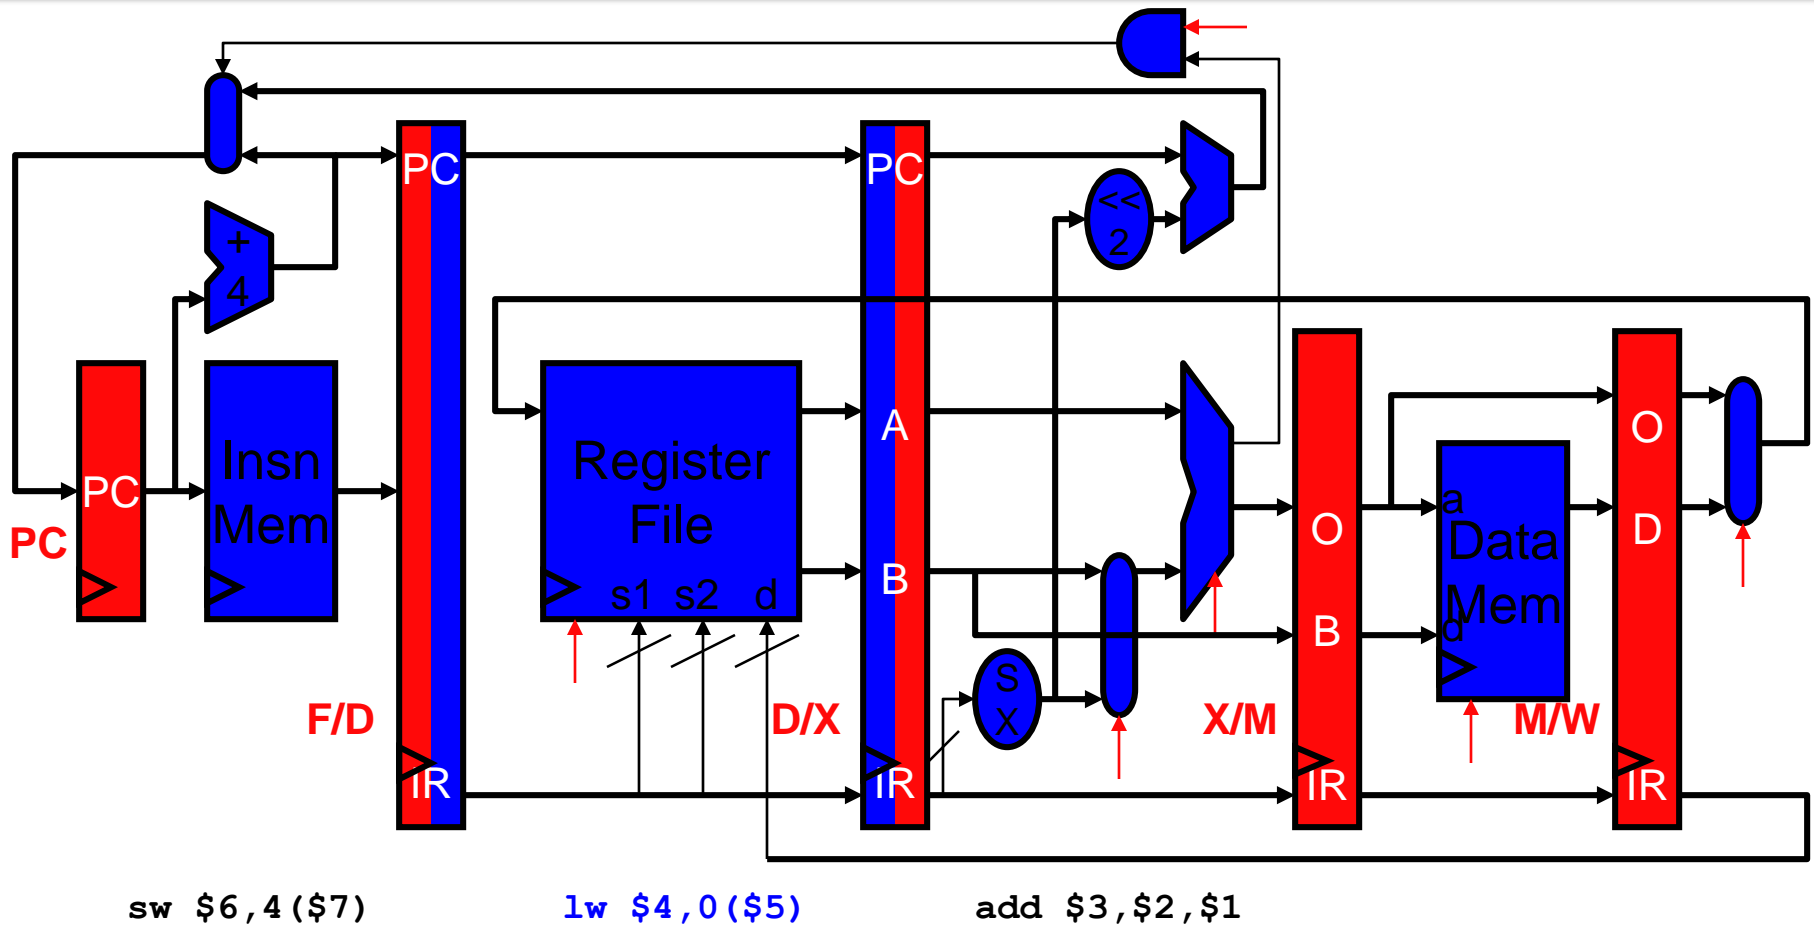 PC
PC
<<
2
+
4
PC
PC
Insn
Mem
Register
File
s1 s2 d
A
B
S
X
O
B
a
Data
Mem
d
O
D
F/D
D/X
X/M
M/W
IR
IR
IR
IR
sw $6,4($7)
lw $4,0($5)
add $3,$2,$1